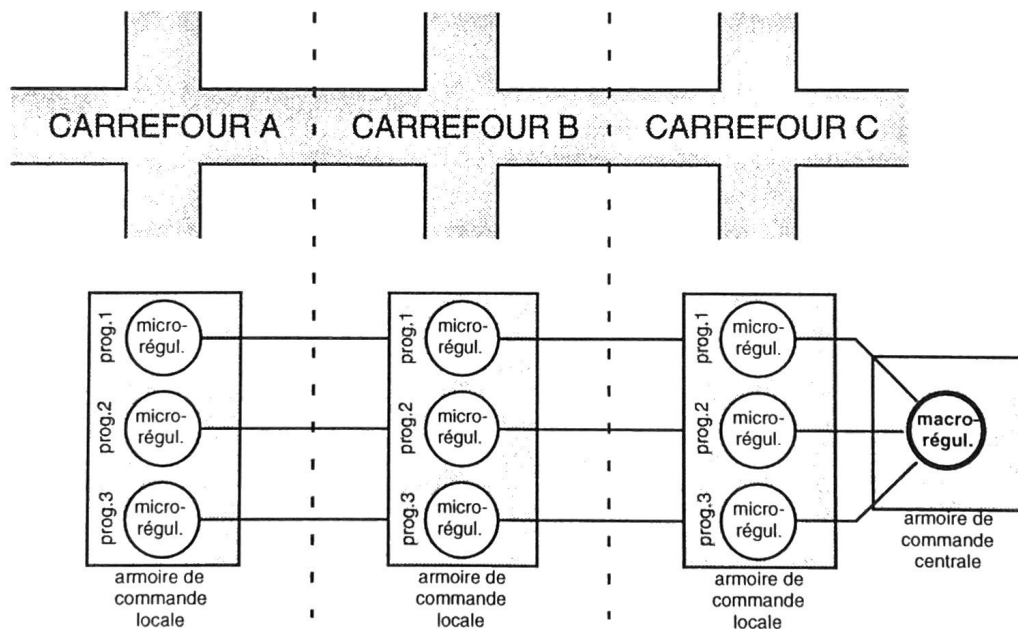 CARREFOUR A
CARREFOUR B
CARREFOUR C
prog.1
micro-
régul.
prog.2
micro-
régul.
prog.3
micro-
régul.
armoire de
commande
locale
prog.1
micro-
régul.
prog.2
micro-
régul.
prog.3
micro-
régul.
armoire de
commande
locale
prog.1
micro-
régul.
prog.2
micro-
régul.
prog.3
micro-
régul.
armoire de
commande
locale
macro-
régul.
armoire de
commande
centrale